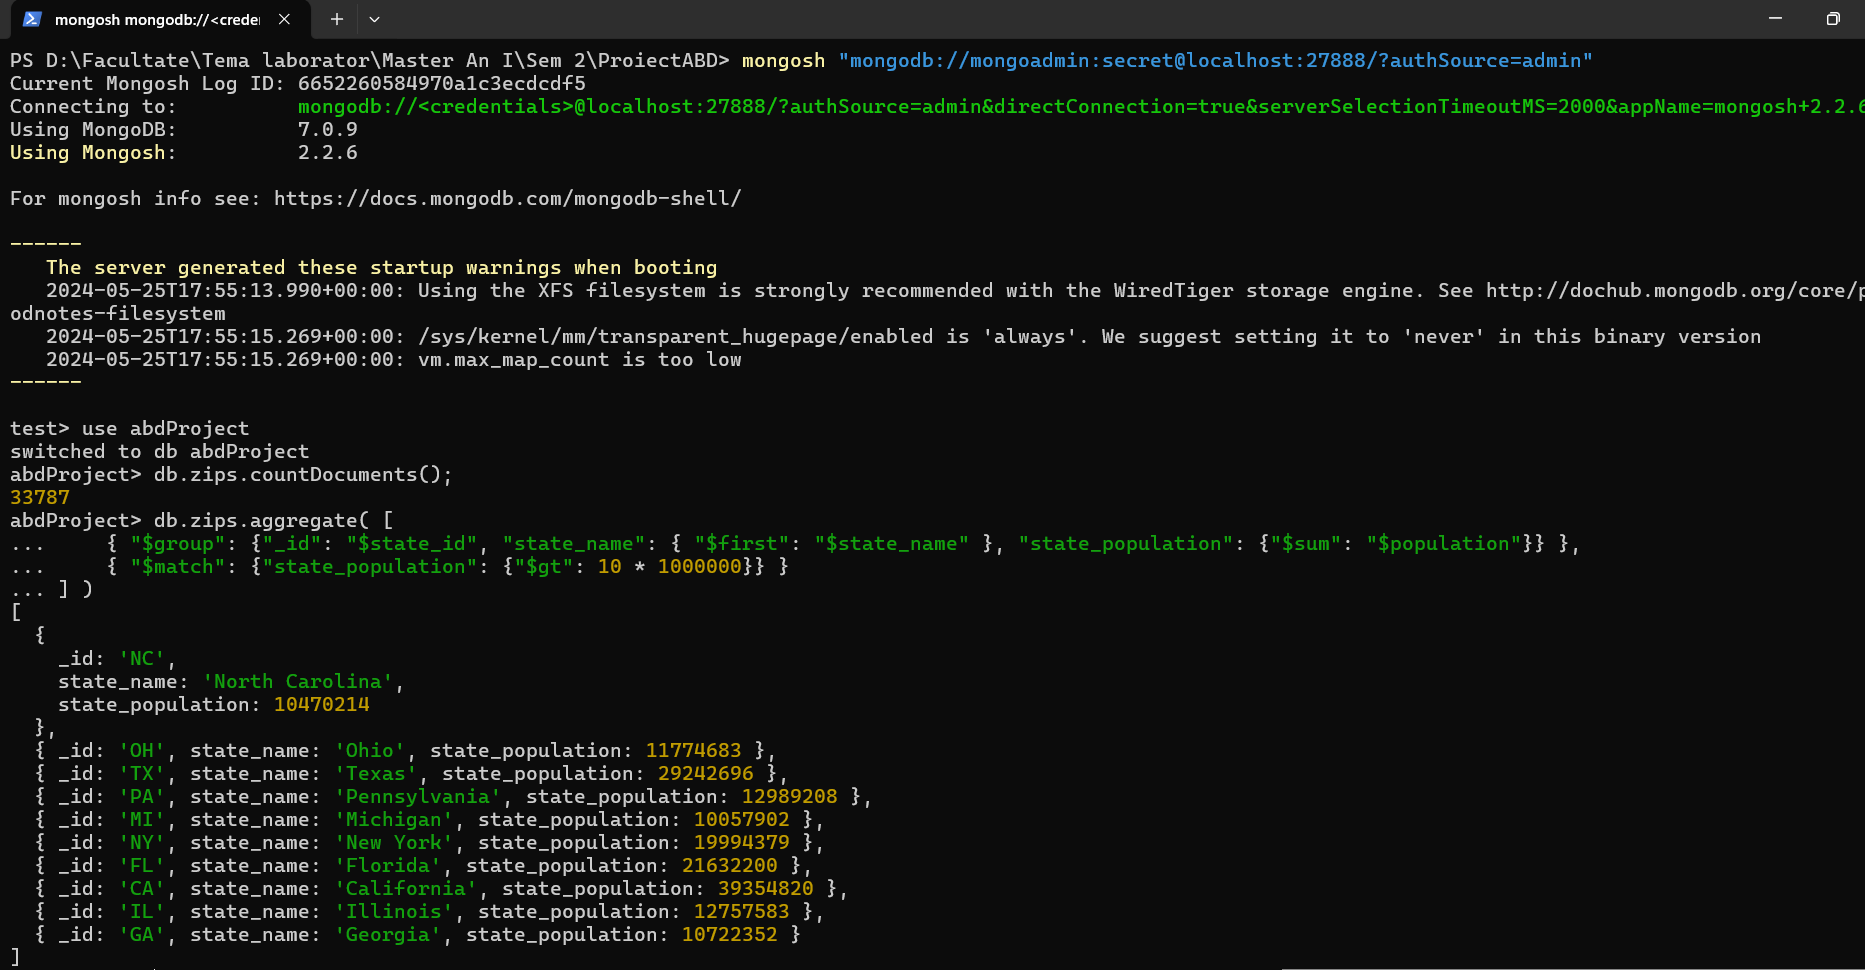 mongosh mongodb://<creder
PS D:\Facultate\Tema laborator\Master An I\Sem 2\ProiectABD> mongosh "mongodb://mongoadmin:secret@localhost:27888/?authSource=admin"
Current Mongosh Log ID: 6652260584970a1c3ecdcdf5
Connecting to:          mongodb://<credentials>@localhost:27888/?authSource=admin&directConnection=true&serverSelectionTimeoutMS=2000&appName=mongosh+2.2.6
Using MongoDB:          7.0.9
Using Mongosh:          2.2.6
For mongosh info see: https://docs.mongodb.com/mongodb-shell/
------
   The server generated these startup warnings when booting
   2024-05-25T17:55:13.990+00:00: Using the XFS filesystem is strongly recommended with the WiredTiger storage engine. See http://dochub.mongodb.org/core/p
odnotes-filesystem
   2024-05-25T17:55:15.269+00:00: /sys/kernel/mm/transparent_hugepage/enabled is 'always'. We suggest setting it to 'never' in this binary version
   2024-05-25T17:55:15.269+00:00: vm.max_map_count is too low
------
test> use abdProject
switched to db abdProject
abdProject> db.zips.countDocuments();
33787
abdProject> db.zips.aggregate( [
...     { "$group": {"_id": "$state_id", "state_name": { "$first": "$state_name" }, "state_population": {"$sum": "$population"}} },
...     { "$match": {"state_population": {"$gt": 10 * 1000000}} }
... ] )
[
  {
    _id: 'NC',
    state_name: 'North Carolina',
    state_population: 10470214
  },
  { _id: 'OH', state_name: 'Ohio', state_population: 11774683 },
  { _id: 'TX', state_name: 'Texas', state_population: 29242696 },
  { _id: 'PA', state_name: 'Pennsylvania', state_population: 12989208 },
  { _id: 'MI', state_name: 'Michigan', state_population: 10057902 },
  { _id: 'NY', state_name: 'New York', state_population: 19994379 },
  { _id: 'FL', state_name: 'Florida', state_population: 21632200 },
  { _id: 'CA', state_name: 'California', state_population: 39354820 },
  { _id: 'IL', state_name: 'Illinois', state_population: 12757583 },
  { _id: 'GA', state_name: 'Georgia', state_population: 10722352 }
]